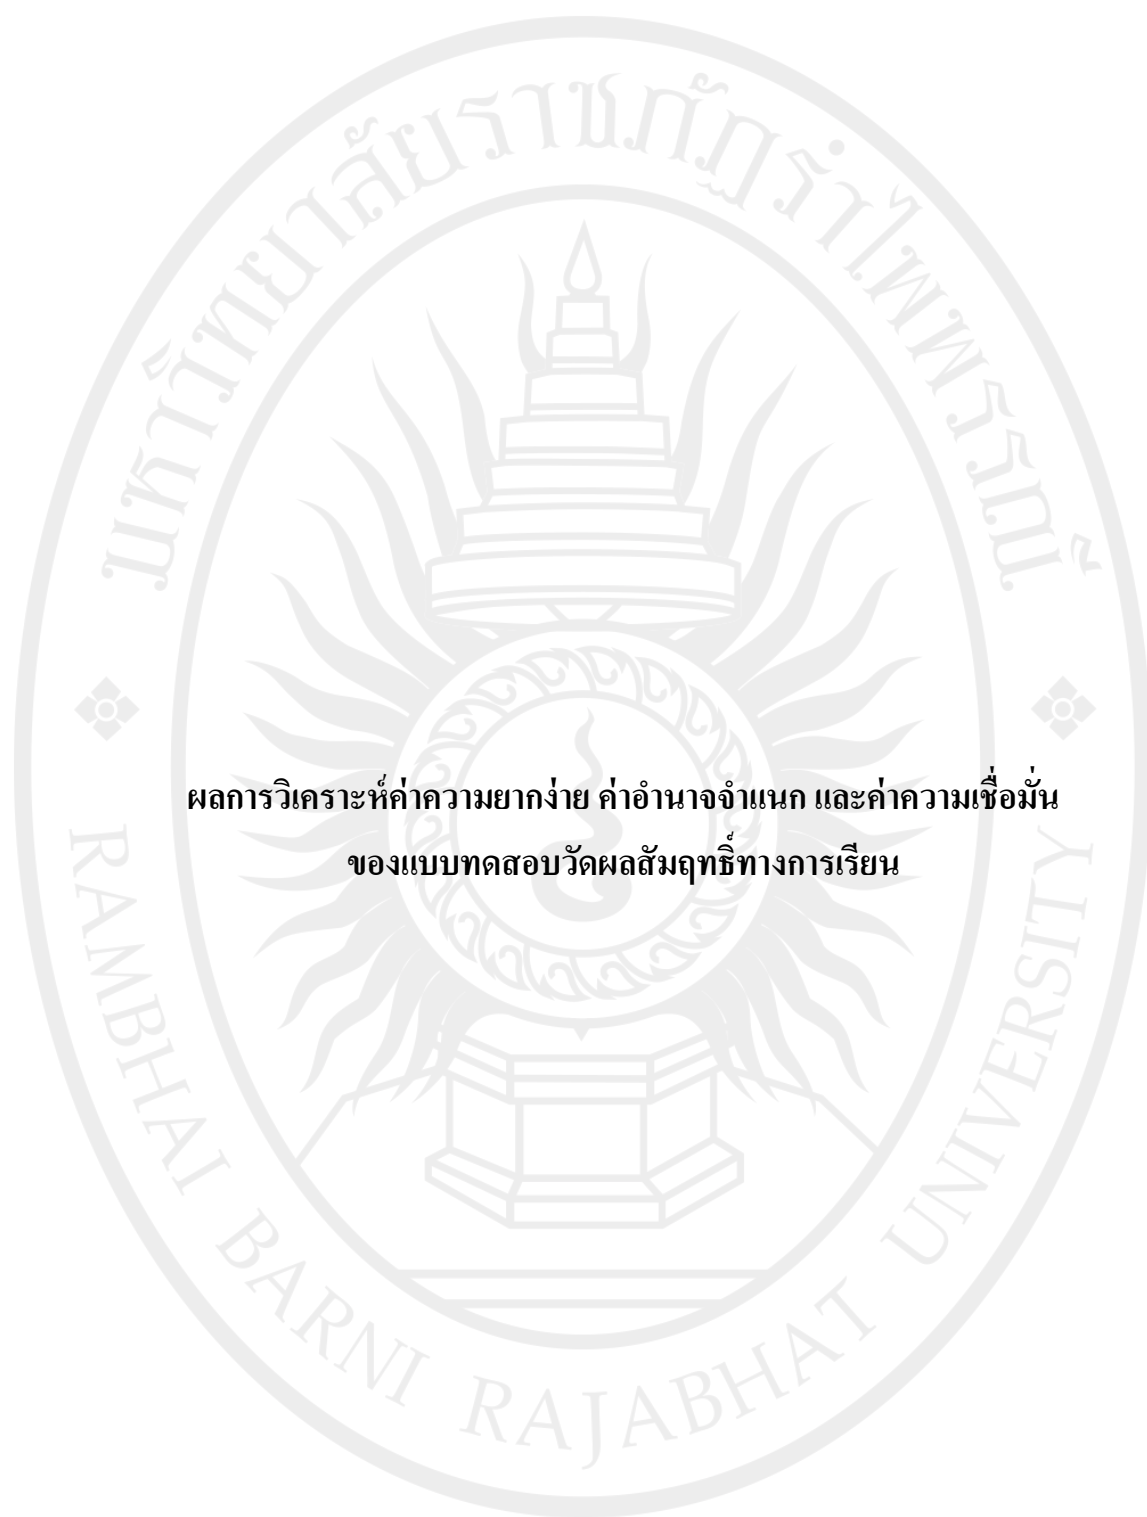 มหาวิทยาลัยราชภัฏรำไพพรรณี
ผลการวิเคราะห์ค่าความยากง่าย ค่าอำนาจจำแนก และค่าความเชื่อมั่น
ของแบบทดสอบวัดผลสัมฤทธิ์ทางการเรียน
RAMBHAI BARNI RAJABHAT UNIVERSITY